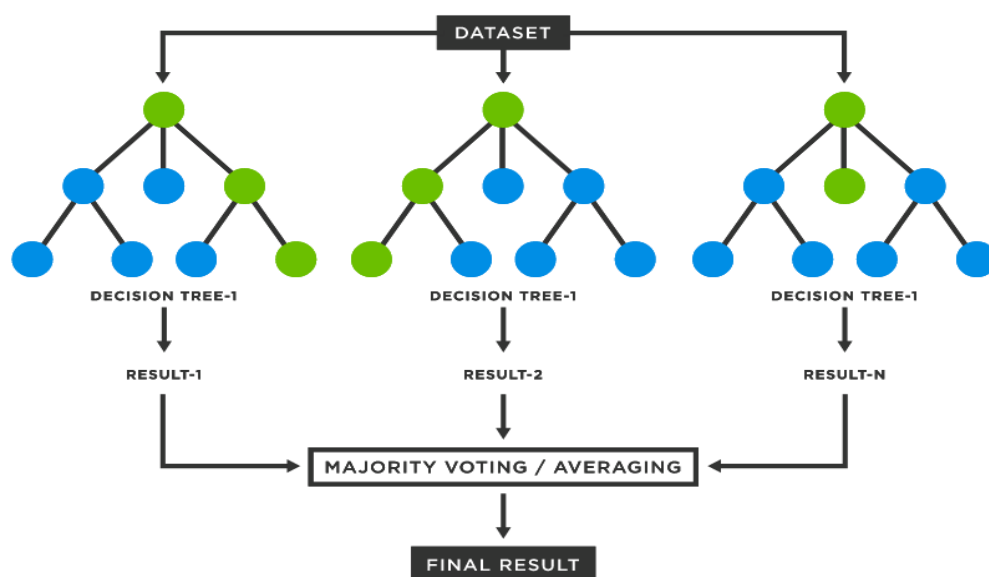 DATASET
DECISION TREE-1
DECISION TREE-1
DECISION TREE-1
RESULT-1
RESULT-2
RESULT-N
MAJORITY VOTING / AVERAGING
FINAL RESULT